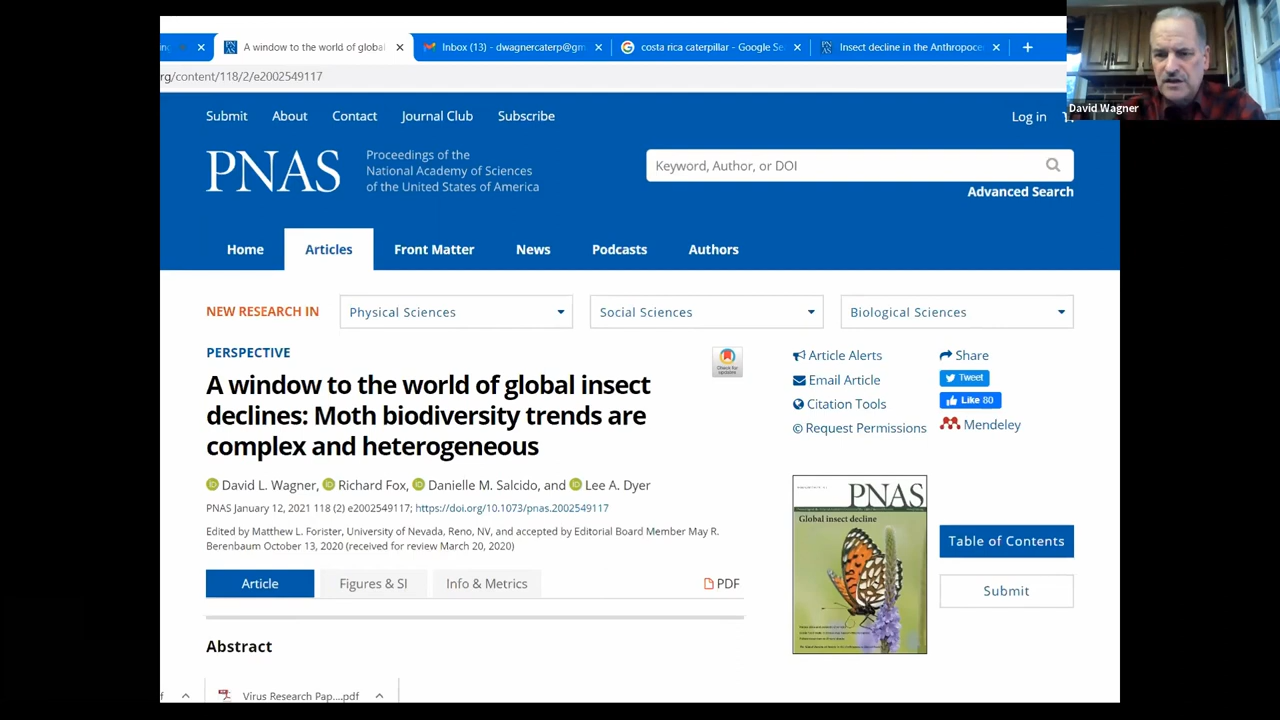 A window to the world of global
Inbox (13) - dwagnercaterp@gm
costa rica caterpillar - Google Se
Insect decline in the Anthropoce
rg/content/118/2/e2002549117
David Wagner
Submit About Contact Journal Club Subscribe
Log in
PNAS
Proceedings of the
National Academy of Sciences
of the United States of America
Keyword, Author, or DOI
Advanced Search
Home Articles Front Matter News Podcasts Authors
NEW RESEARCH IN
Physical Sciences
Social Sciences
Biological Sciences
PERSPECTIVE
Check for
updates
A window to the world of global insect
declines: Moth biodiversity trends are
complex and heterogeneous
David L. Wagner, Richard Fox, Danielle M. Salcido, and Lee A. Dyer
PNAS January 12, 2021 118 (2) e2002549117; https://doi.org/10.1073/pnas.2002549117
Edited by Matthew L. Forister, University of Nevada, Reno, NV, and accepted by Editorial Board Member May R.
Berenbaum October 13, 2020 (received for review March 20, 2020)
Article Figures & SI Info & Metrics PDF
Abstract
Article Alerts
Email Article
Citation Tools
© Request Permissions
Share
Tweet
Like 80
Mendeley
PNAS
Global insect decline
Table of Contents
Submit
Virus Research Pap....pdf